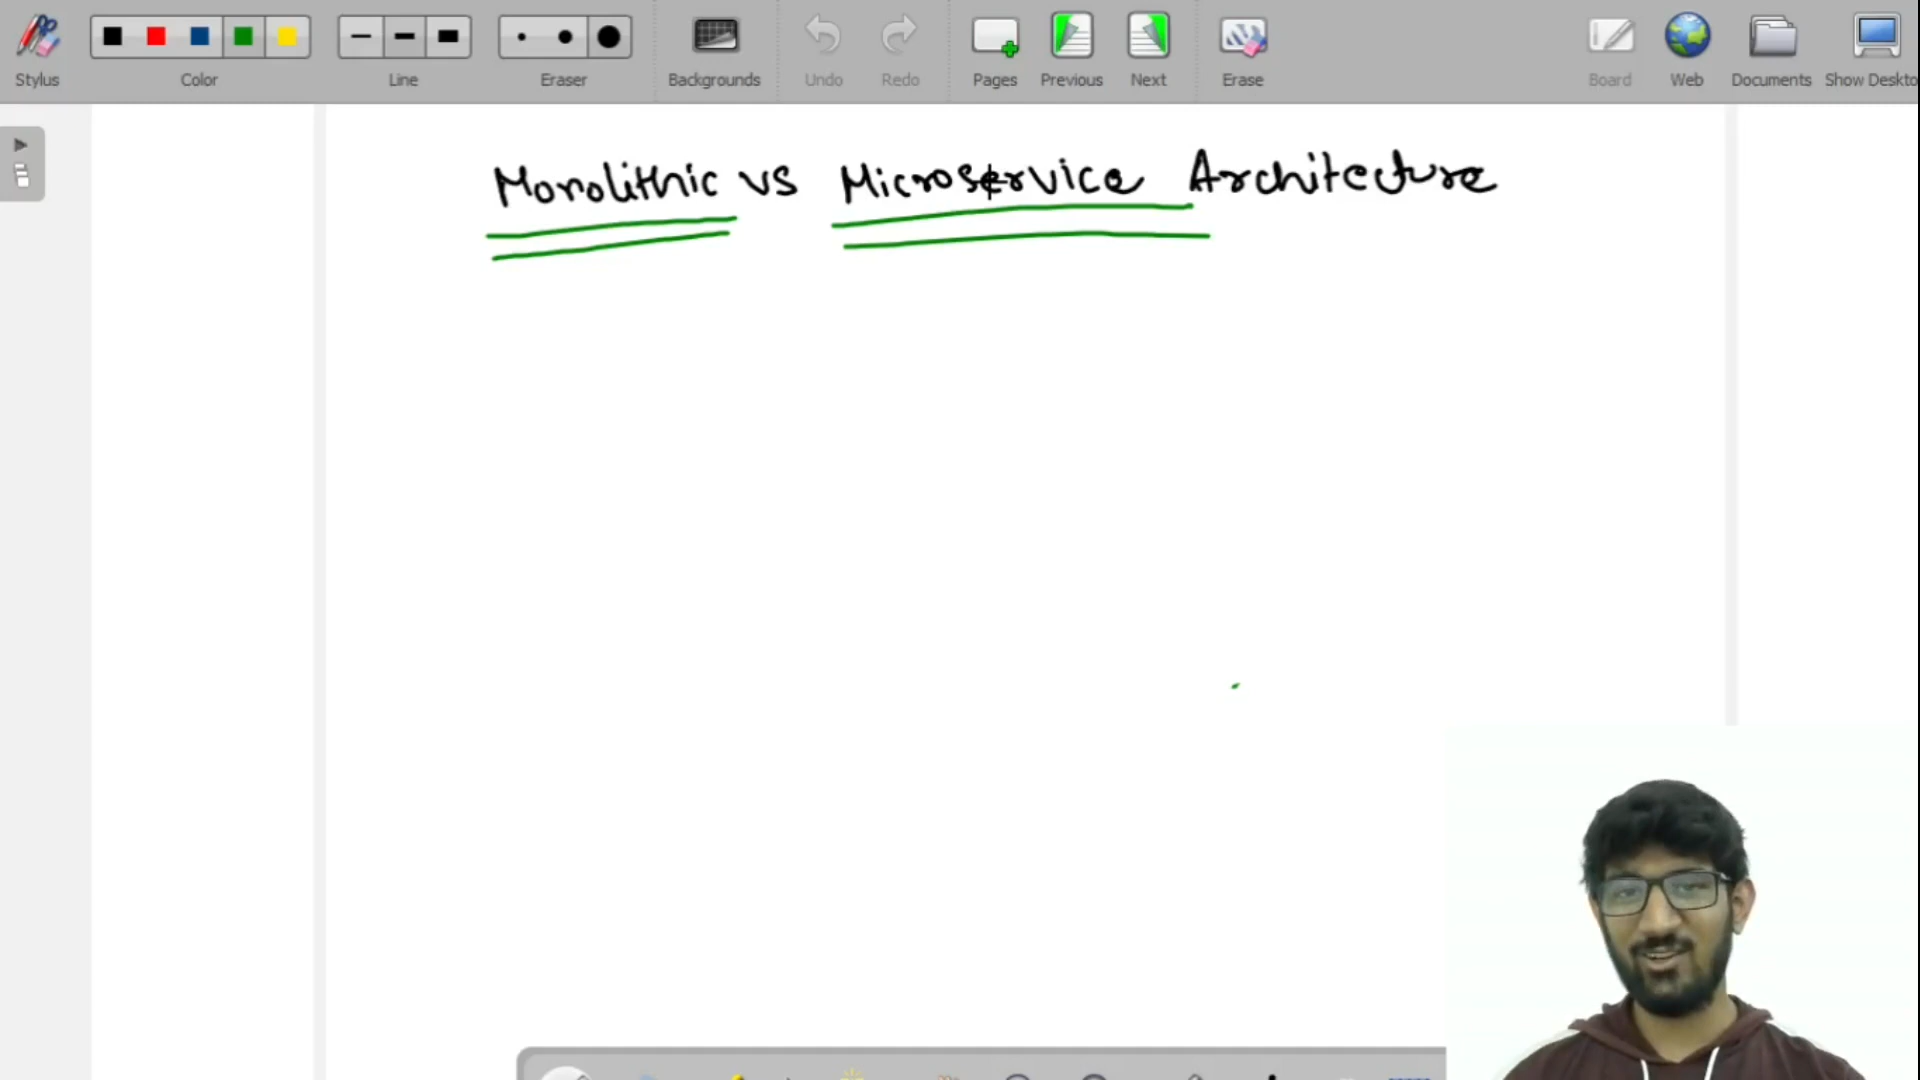 Stylus Color Line Eraser Backgrounds Undo Redo Pages Previous Next Erase Board Web Documents Show Deskto
Monolithic vs Microservice Architecture